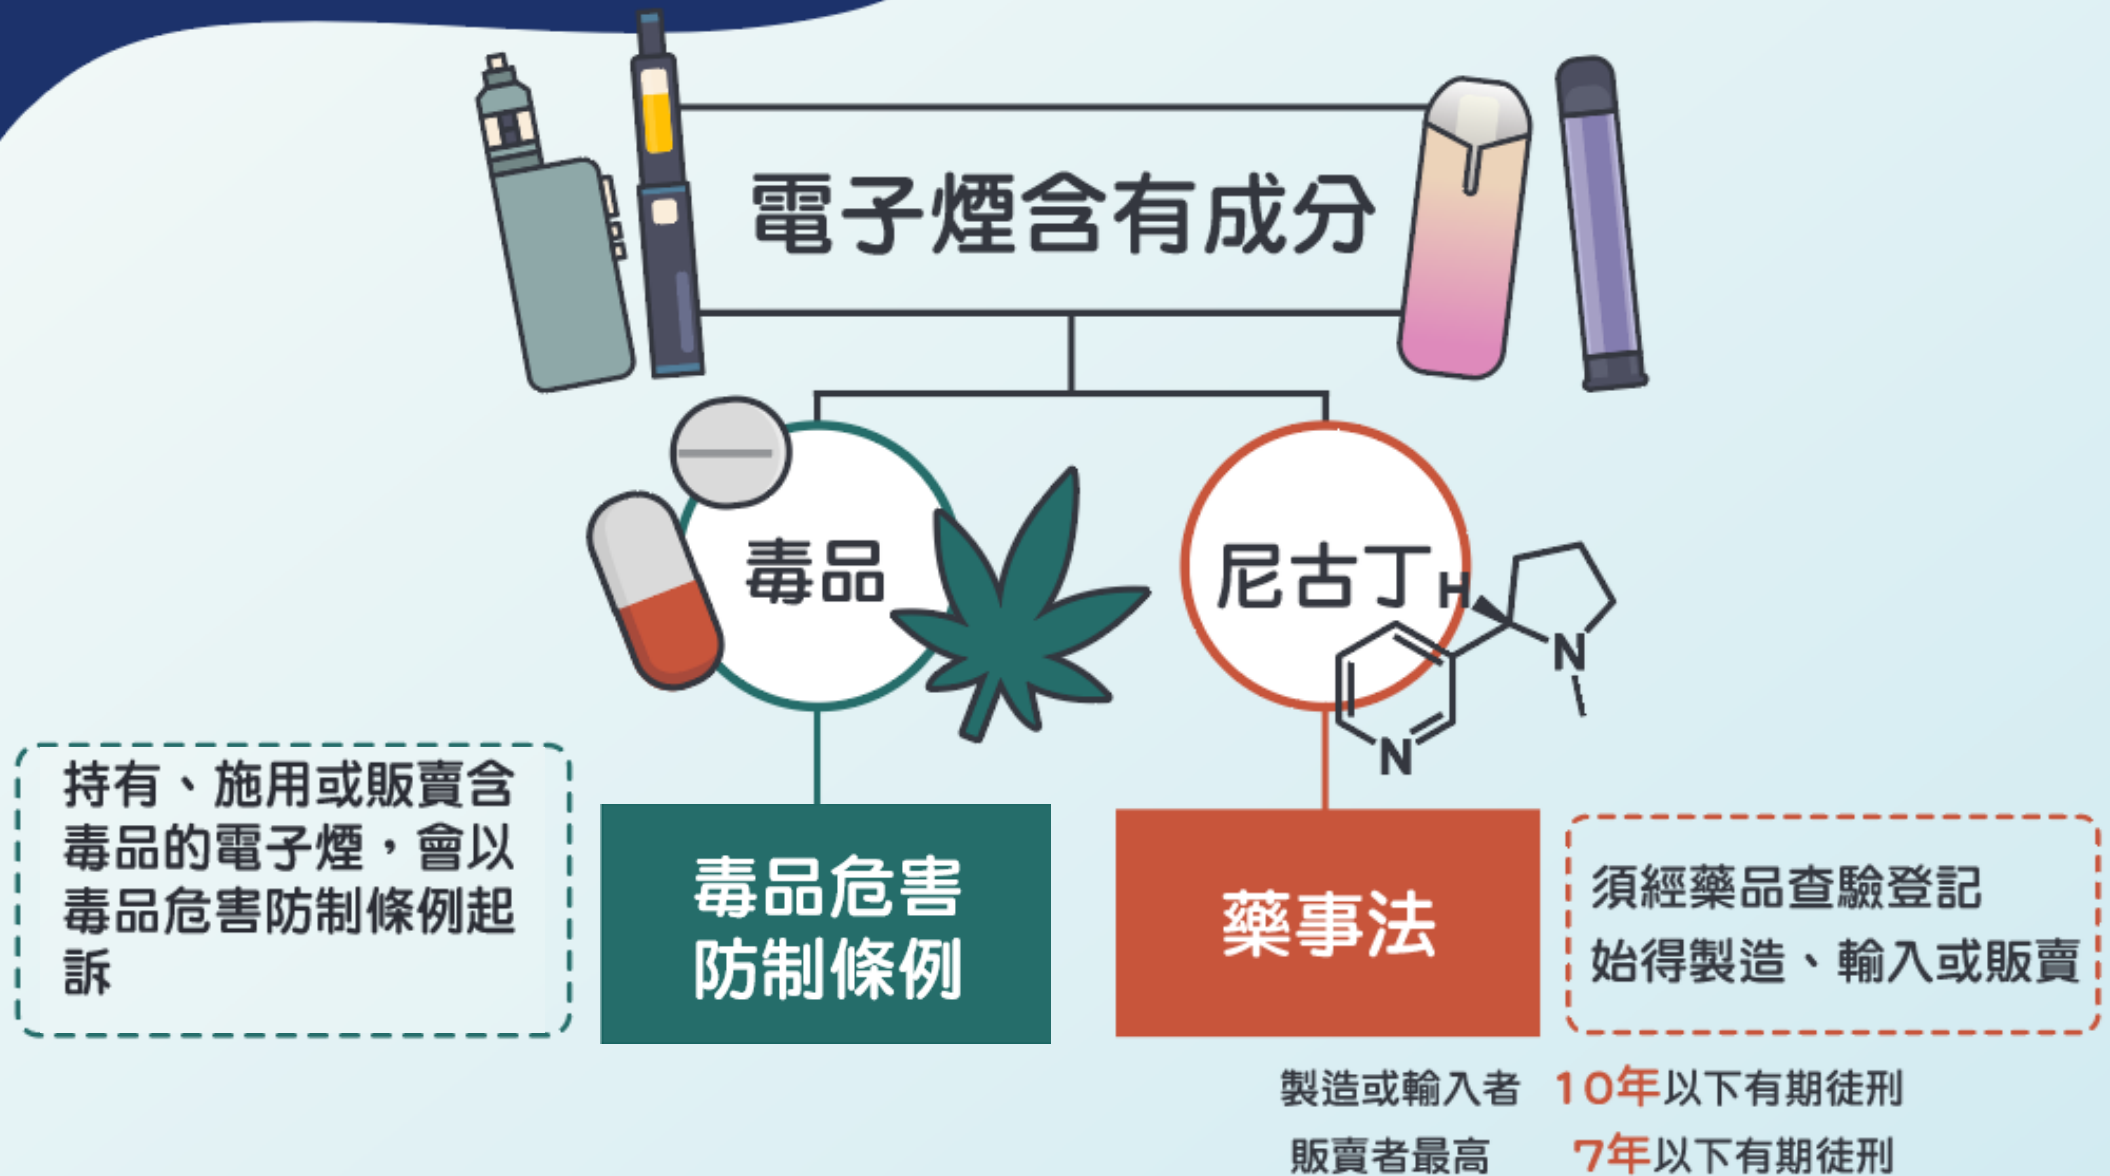 電子煙含有成分
毒品
尼古丁
H
N
N
持有、施用或販賣含
毒品的電子煙，會以
毒品危害防制條例起
訴
毒品危害
防制條例
藥事法
須經藥品查驗登記
始得製造、輸入或販賣
製造或輸入者 10年以下有期徒刑
販賣者最高 7年以下有期徒刑